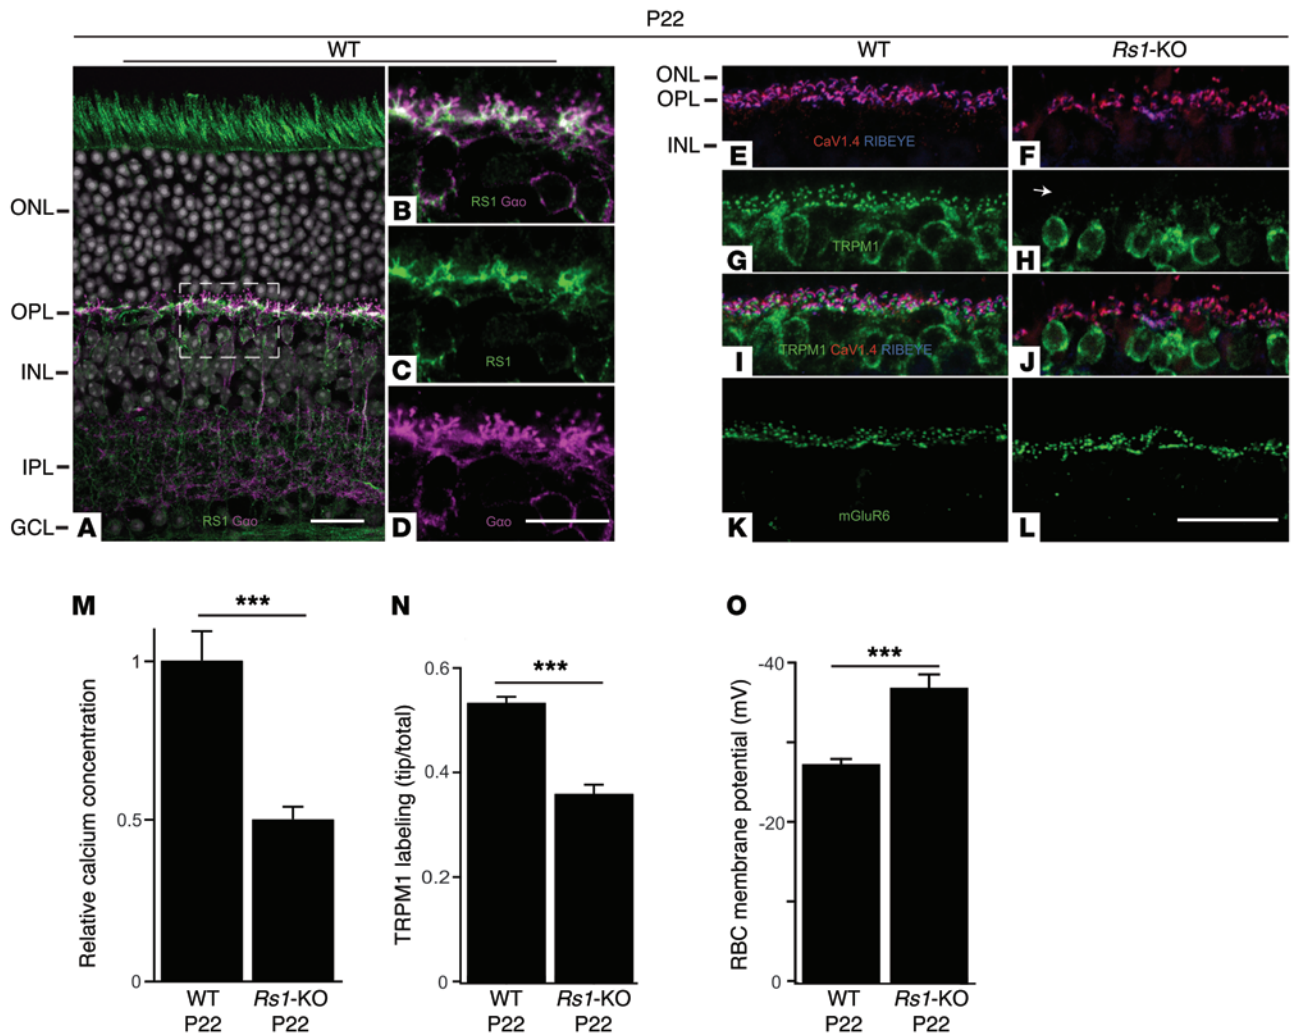 P22
WT
WT
Rs1-KO
ONL
OPL
INL
IPL
GCL
A
RS1 Gαo
B
RS1 Gαo
C
RS1
D
Gαo
ONL
OPL
INL
E
CaV1.4 RIBEYE
F
G
TRPM1
H
I
TRPM1 CaV1.4 RIBEYE
J
K
mGluR6
L
M
***
Relative calcium concentration
1
0.5
0
WT
P22
Rs1-KO
P22
N
***
TRPM1 labeling (tip/total)
0.6
0.4
0.2
0
WT
P22
Rs1-KO
P22
O
***
RBC membrane potential (mV)
-40
-20
0
WT
P22
Rs1-KO
P22